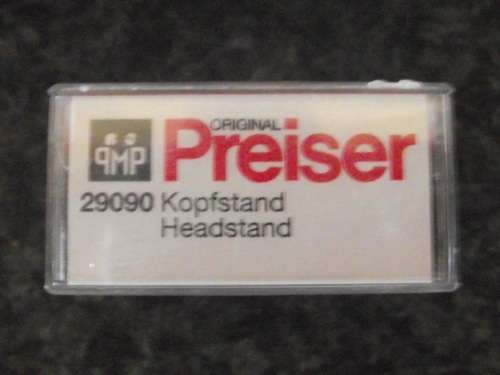 PMP
ORIGINAL
Preiser
29090 Kopfstand
Headstand